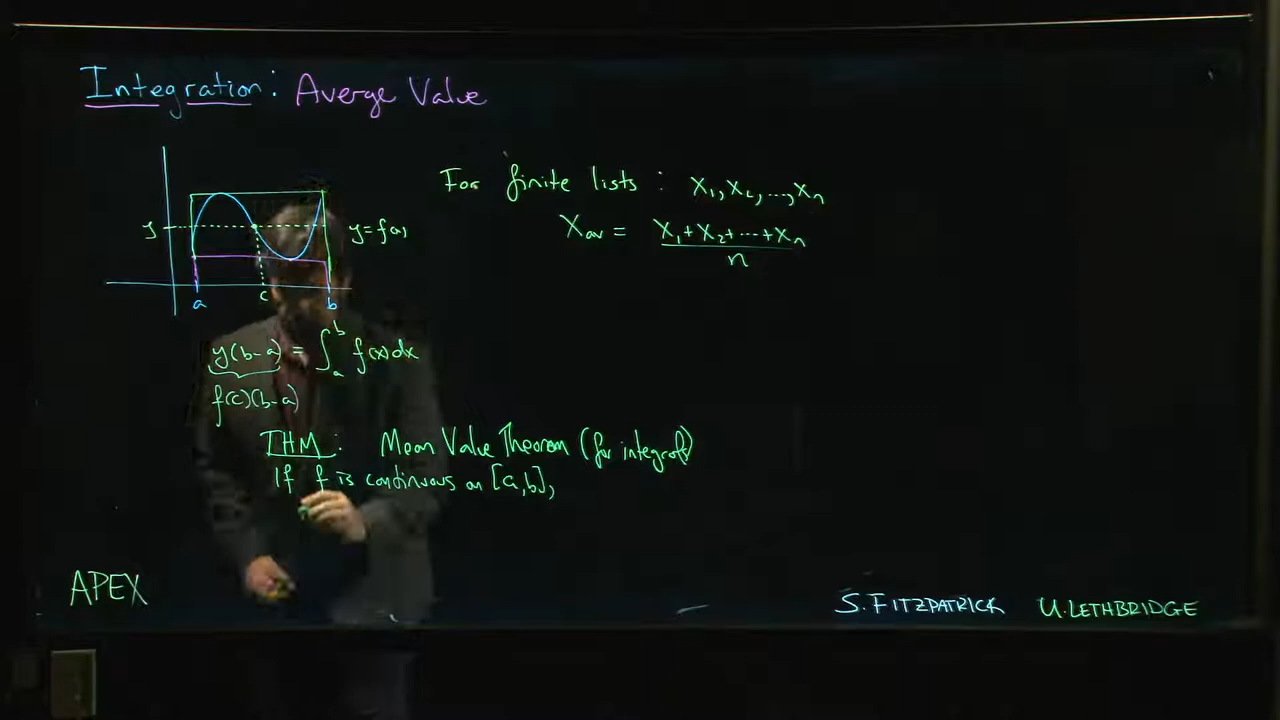 Integration: Averge Value
For finite lists: x₁, x₂, ..., xₙ
y
y = f(x)
Xav = x₁ + x₂ + ... + xₙ / n
a c b
y(b-a) = ∫ₐᵇ f(x) dx
f(c)(b-a)
THM: Mean Value Theorem (for integrals)
If f is continuous on [a,b],
APEX
S. FITZPATRICK U. LETHBRIDGE